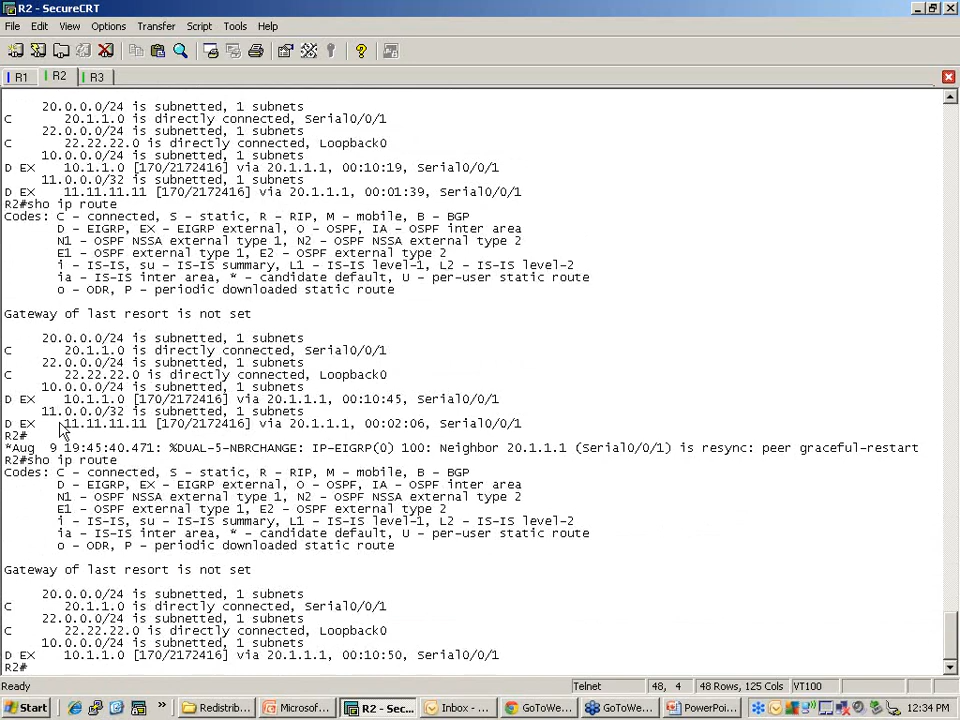 R2 - SecureCRT
File Edit View Options Transfer Script Tools Help
R1 R2 R3
20.0.0.0/24 is subnetted, 1 subnets
C 20.1.1.0 is directly connected, Serial0/0/1
22.0.0.0/24 is subnetted, 1 subnets
C 22.22.22.0 is directly connected, Loopback0
10.0.0.0/24 is subnetted, 1 subnets
D EX 10.1.1.0 [170/2172416] via 20.1.1.1, 00:10:19, Serial0/0/1
11.0.0.0/32 is subnetted, 1 subnets
D EX 11.11.11.11 [170/2172416] via 20.1.1.1, 00:01:39, Serial0/0/1
R2#sho ip route
Codes: C - connected, S - static, R - RIP, M - mobile, B - BGP
D - EIGRP, EX - EIGRP external, O - OSPF, IA - OSPF inter area
N1 - OSPF NSSA external type 1, N2 - OSPF NSSA external type 2
E1 - OSPF external type 1, E2 - OSPF external type 2
i - IS-IS, su - IS-IS summary, L1 - IS-IS level-1, L2 - IS-IS level-2
ia - IS-IS inter area, * - candidate default, U - per-user static route
o - ODR, P - periodic downloaded static route
Gateway of last resort is not set
20.0.0.0/24 is subnetted, 1 subnets
C 20.1.1.0 is directly connected, Serial0/0/1
22.0.0.0/24 is subnetted, 1 subnets
C 22.22.22.0 is directly connected, Loopback0
10.0.0.0/24 is subnetted, 1 subnets
D EX 10.1.1.0 [170/2172416] via 20.1.1.1, 00:10:45, Serial0/0/1
11.0.0.0/32 is subnetted, 1 subnets
D EX 11.11.11.11 [170/2172416] via 20.1.1.1, 00:02:06, Serial0/0/1
R2#
*Aug 9 19:45:40.471: %DUAL-5-NBRCHANGE: IP-EIGRP(0) 100: Neighbor 20.1.1.1 (Serial0/0/1) is resync: peer graceful-restart
R2#sho ip route
Codes: C - connected, S - static, R - RIP, M - mobile, B - BGP
D - EIGRP, EX - EIGRP external, O - OSPF, IA - OSPF inter area
N1 - OSPF NSSA external type 1, N2 - OSPF NSSA external type 2
E1 - OSPF external type 1, E2 - OSPF external type 2
i - IS-IS, su - IS-IS summary, L1 - IS-IS level-1, L2 - IS-IS level-2
ia - IS-IS inter area, * - candidate default, U - per-user static route
o - ODR, P - periodic downloaded static route
Gateway of last resort is not set
20.0.0.0/24 is subnetted, 1 subnets
C 20.1.1.0 is directly connected, Serial0/0/1
22.0.0.0/24 is subnetted, 1 subnets
C 22.22.22.0 is directly connected, Loopback0
10.0.0.0/24 is subnetted, 1 subnets
D EX 10.1.1.0 [170/2172416] via 20.1.1.1, 00:10:50, Serial0/0/1
R2#
Ready Telnet 48, 4 48 Rows, 125 Cols VT100
Start Redistrib... Microsof... R2 - Sec... Inbox - ... GoToWe... GoToWe... PowerPoi... 12:34 PM